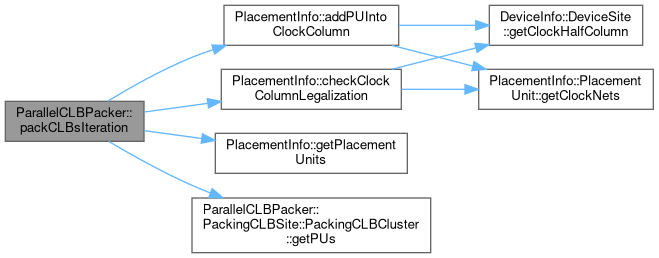 ParallelCLBPacker::
packCLBsIteration
PlacementInfo::addPUInto
ClockColumn
PlacementInfo::checkClock
ColumnLegalization
PlacementInfo::getPlacement
Units
ParallelCLBPacker::
PackingCLBSite::PackingCLBCluster
::getPUs
DeviceInfo::DeviceSite
::getClockHalfColumn
PlacementInfo::Placement
Unit::getClockNets